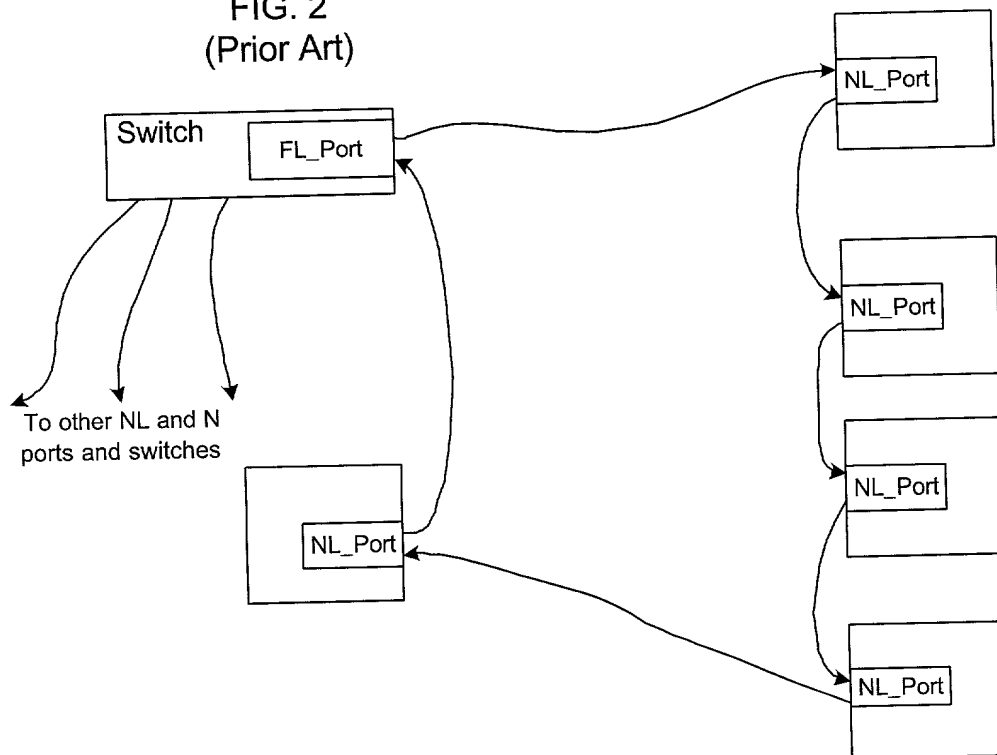 FIG. 2
(Prior Art)
Switch
FL_Port
NL_Port
NL_Port
To other NL and N
ports and switches
NL_Port
NL_Port
NL_Port